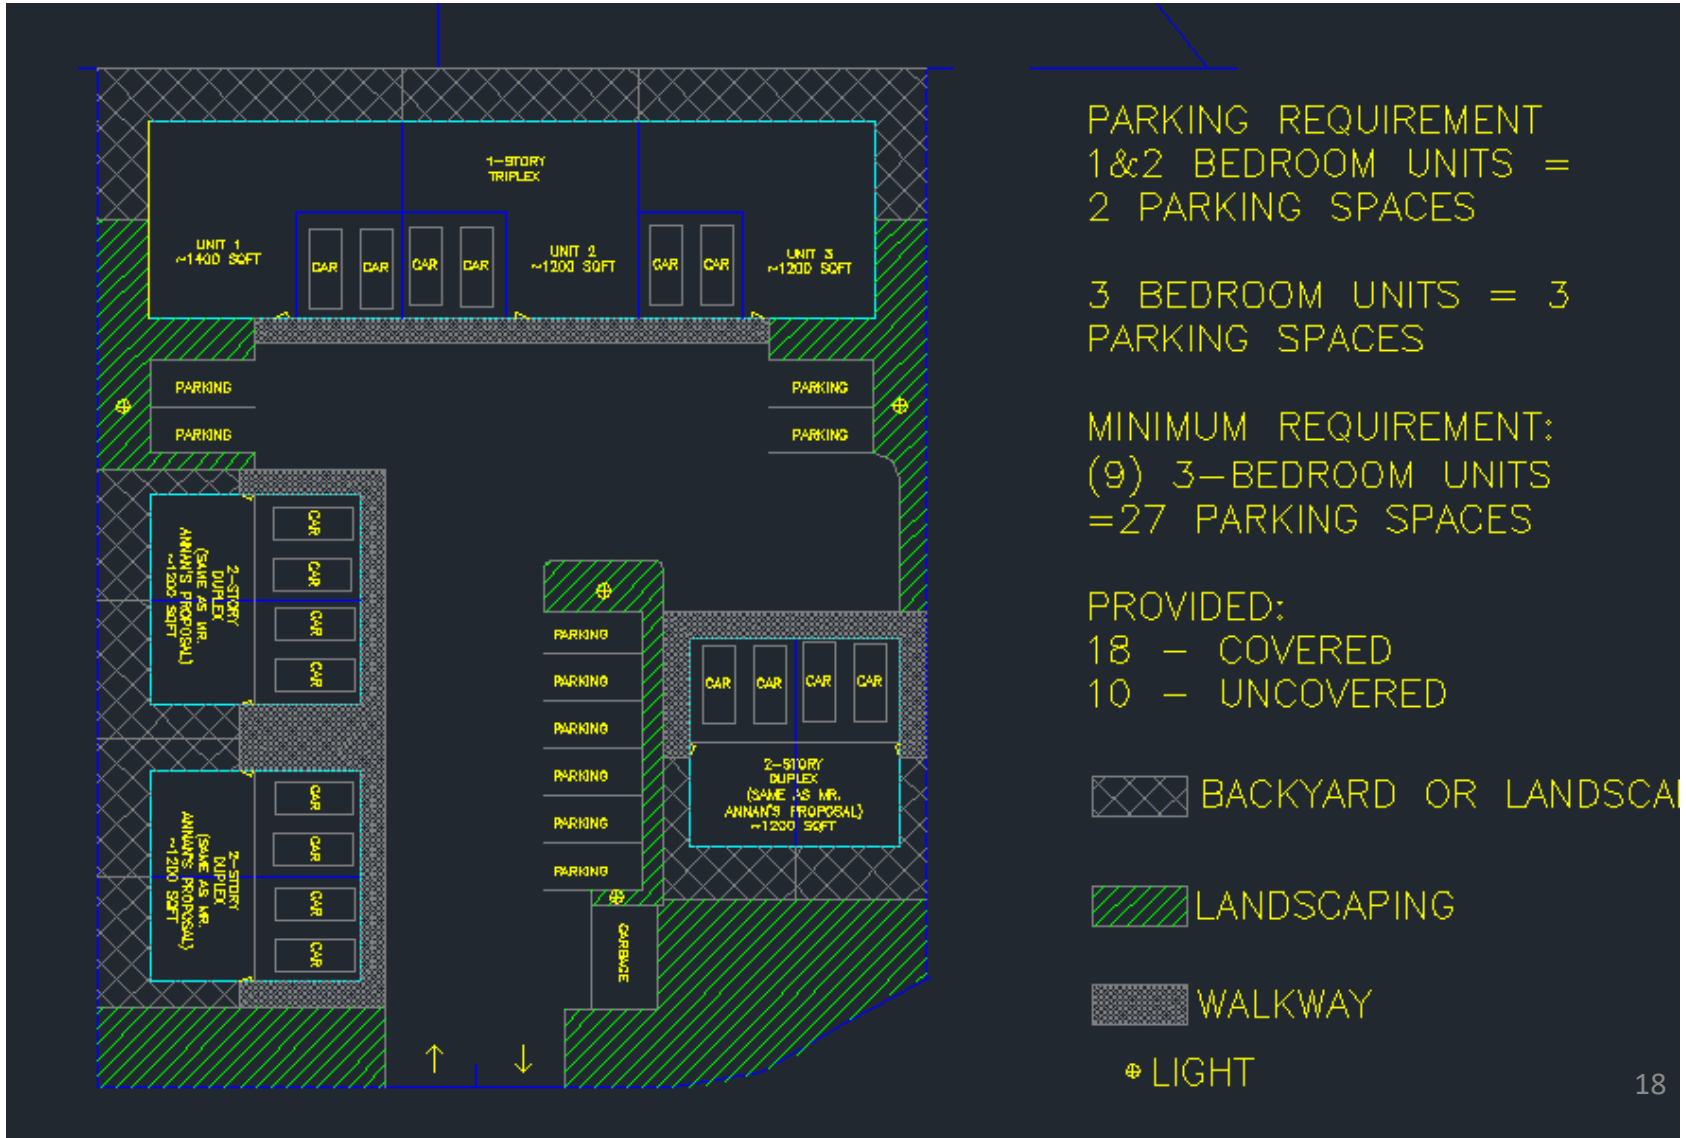 1-STORY
TRIPLEX
UNIT 1
~1400 SQFT
CAR
CAR
CAR
CAR
UNIT 2
~1200 SQFT
CAR
CAR
UNIT 3
~1200 SQFT
PARKING
PARKING
PARKING
PARKING
2-STORY
DUPLEX
(SAME AS MR.
ANNAN'S PROPOSAL)
~1200 SQFT
CAR
CAR
CAR
CAR
2-STORY
DUPLEX
(SAME AS MR.
ANNAN'S PROPOSAL)
~1200 SQFT
CAR
CAR
CAR
CAR
PARKING
PARKING
PARKING
PARKING
PARKING
PARKING
GARBAGE
CAR
CAR
CAR
CAR
2-STORY
DUPLEX
(SAME AS MR.
ANNAN'S PROPOSAL)
~1200 SQFT
PARKING REQUIREMENT
1&2 BEDROOM UNITS =
2 PARKING SPACES
3 BEDROOM UNITS = 3
PARKING SPACES
MINIMUM REQUIREMENT:
(9) 3-BEDROOM UNITS
=27 PARKING SPACES
PROVIDED:
18 - COVERED
10 - UNCOVERED
BACKYARD OR LANDSCA
LANDSCAPING
WALKWAY
LIGHT
18